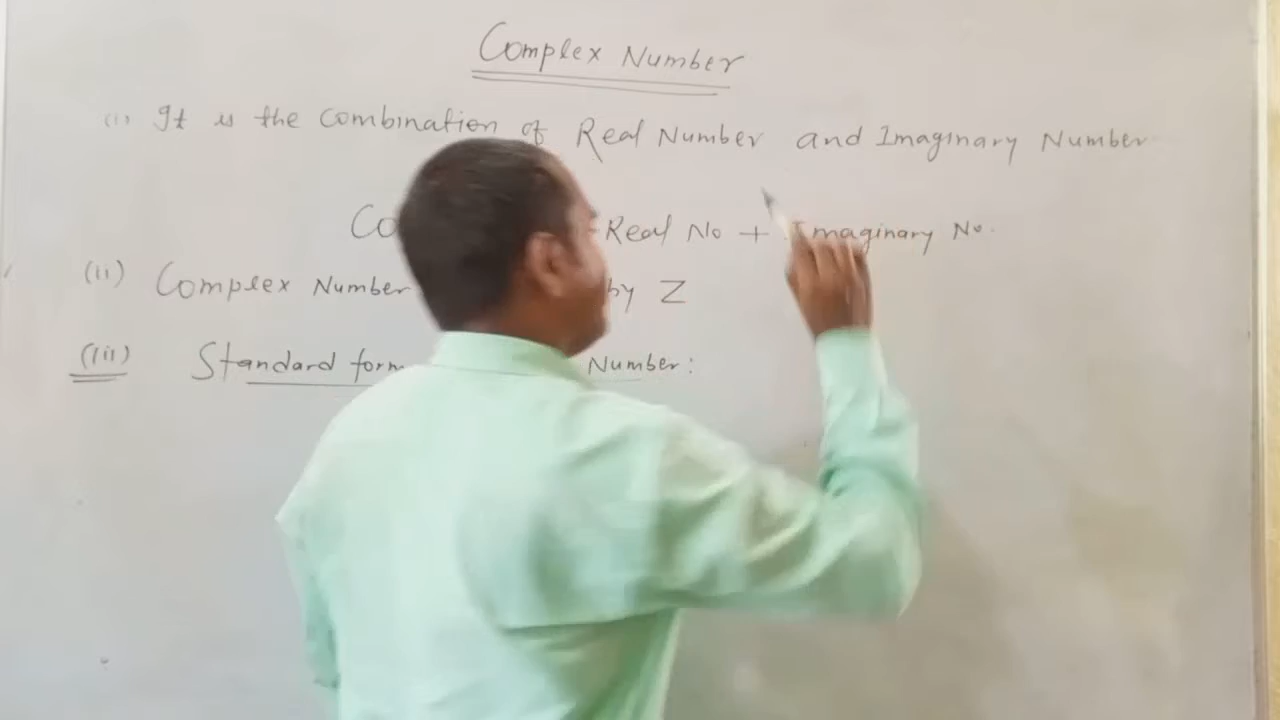 Complex Number
(i) It is the combination of Real Number and Imaginary Number
Real No + Imaginary No.
(ii) Complex Number by Z
(iii) Standard form Number: